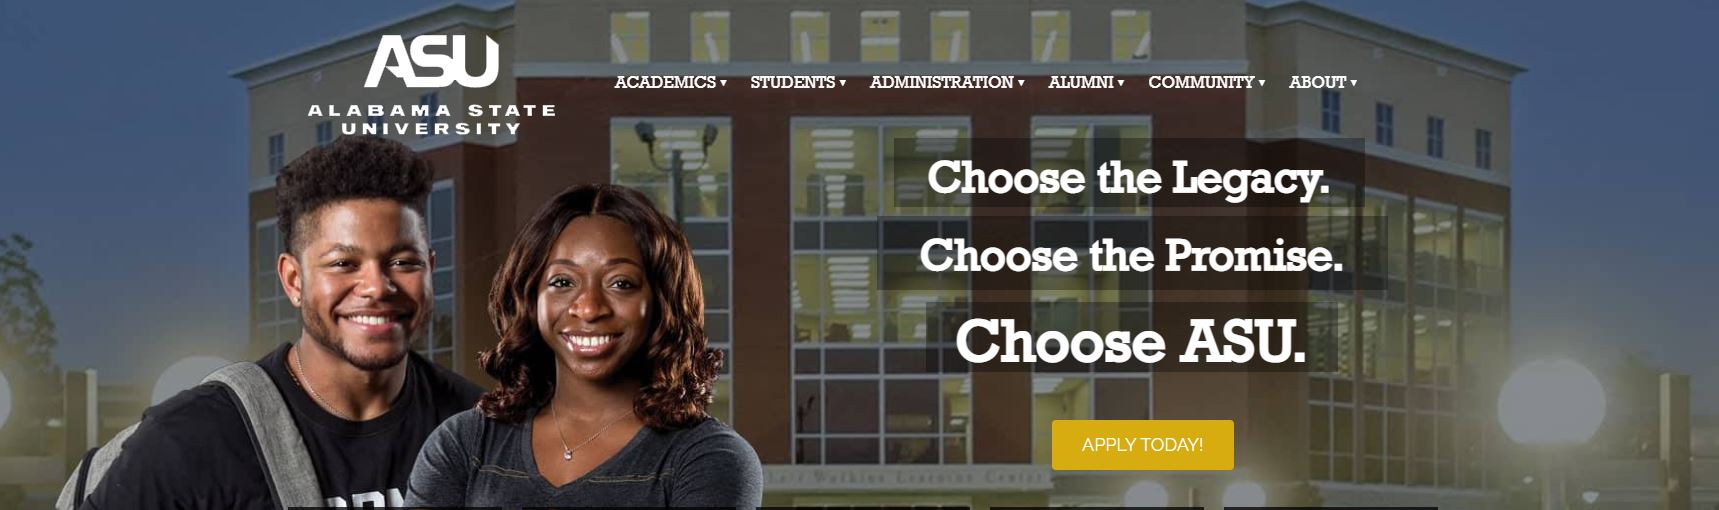 ASU
ALABAMA STATE
UNIVERSITY
ACADEMICS ▾ STUDENTS ▾ ADMINISTRATION ▾ ALUMNI ▾ COMMUNITY ▾ ABOUT ▾
Choose the Legacy.
Choose the Promise.
Choose ASU.
APPLY TODAY!
Watkins Learning Center